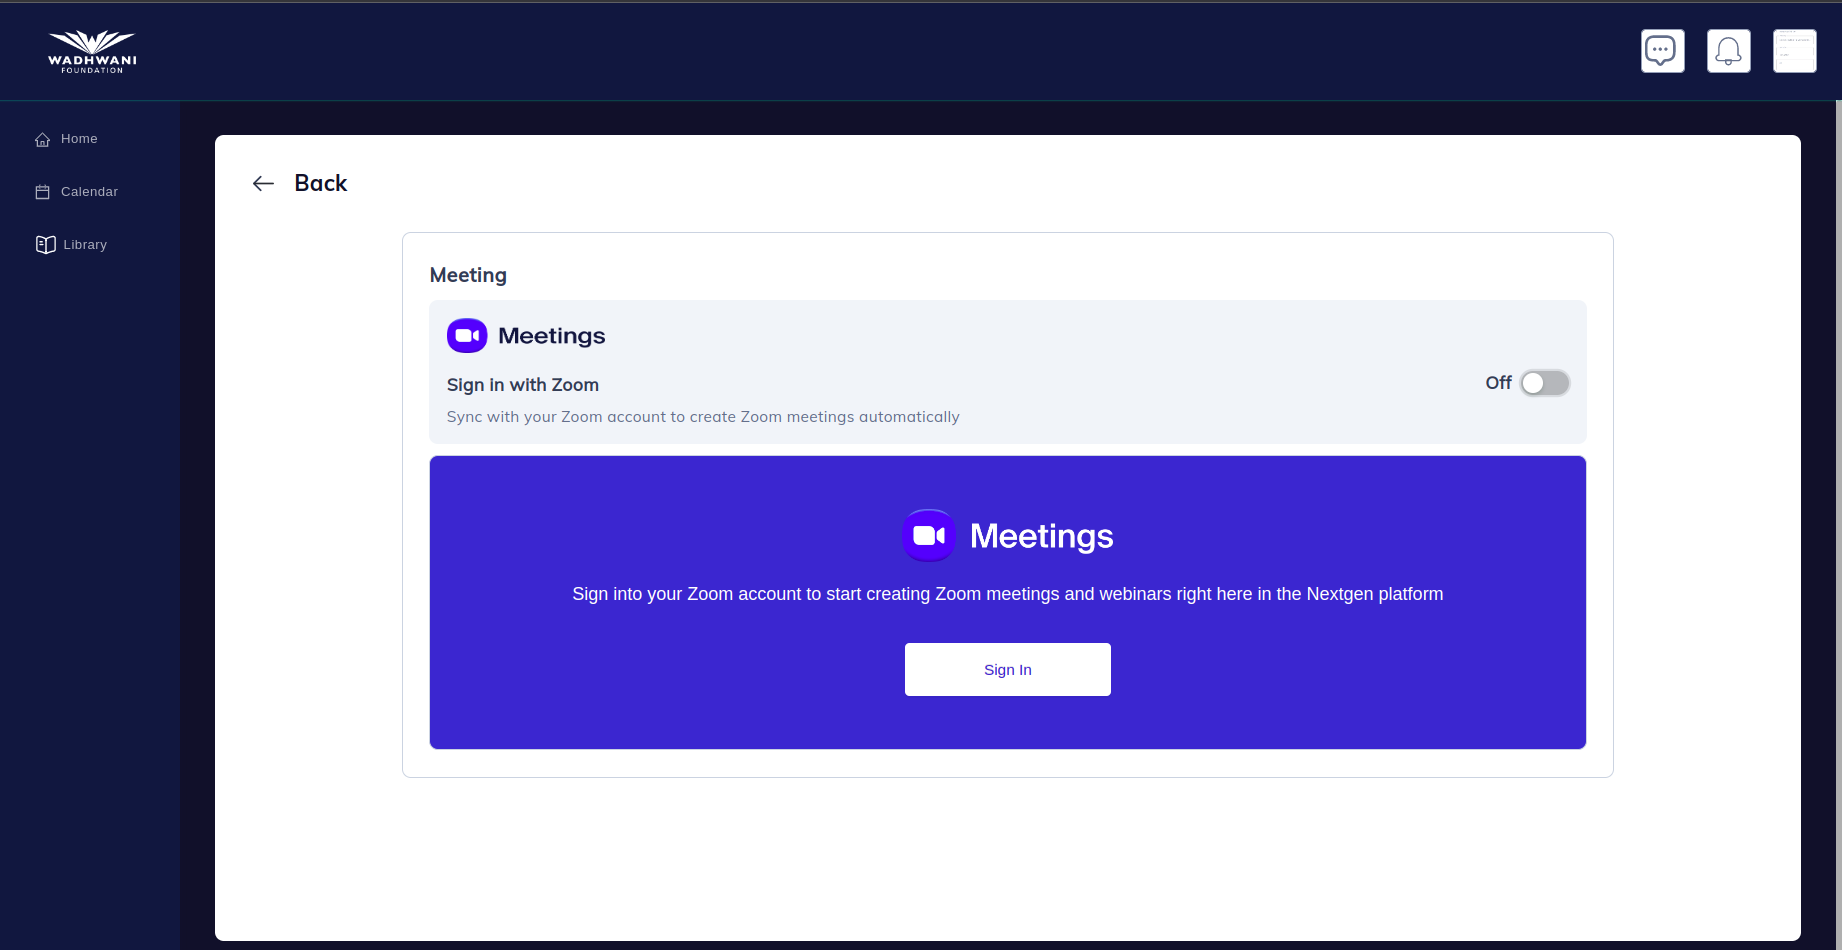 WADHWANI
FOUNDATION
Home
Calendar
Library
Back
Meeting
Meetings
Sign in with Zoom
Off
Sync with your Zoom account to create Zoom meetings automatically
Meetings
Sign into your Zoom account to start creating Zoom meetings and webinars right here in the Nextgen platform
Sign In